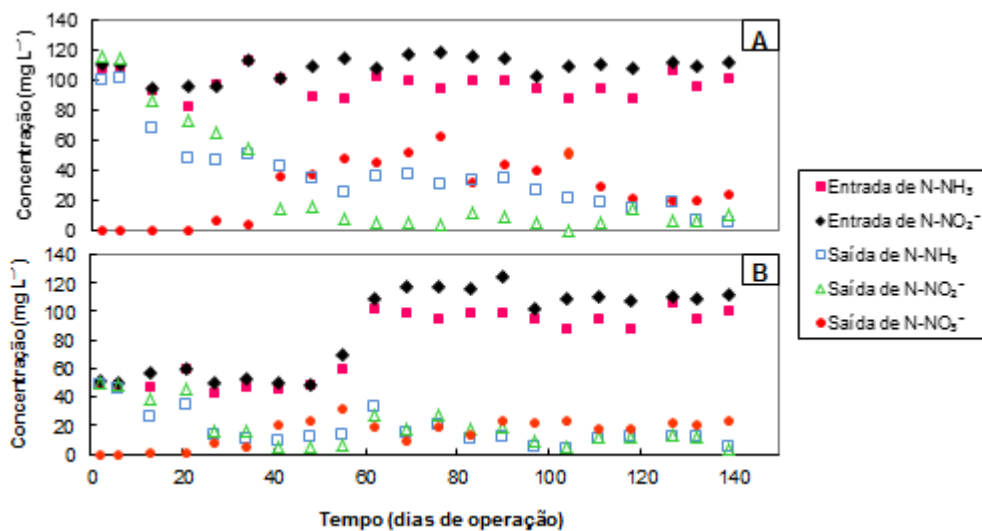 140
120
100
80
60
40
20
0
Concentração (mg L⁻¹)
A
140
120
100
80
60
40
20
0
Concentração (mg L⁻¹)
B
0 20 40 60 80 100 120 140 160
Tempo (dias de operação)
Entrada de N-NH₃
Entrada de N-NO₂⁻
Saída de N-NH₃
Saída de N-NO₂⁻
Saída de N-NO₃⁻